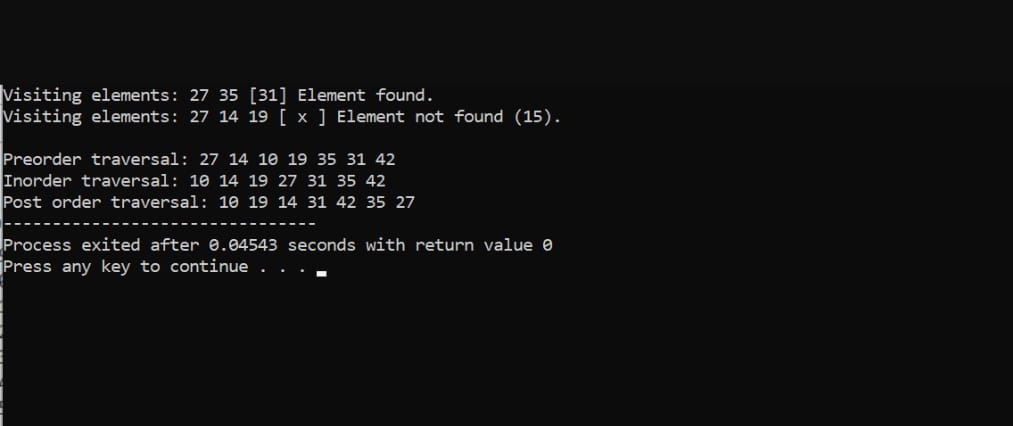 Visiting elements: 27 35 [31] Element found.
Visiting elements: 27 14 19 [ x ] Element not found (15).
Preorder traversal: 27 14 10 19 35 31 42
Inorder traversal: 10 14 19 27 31 35 42
Post order traversal: 10 19 14 31 42 35 27
--------------------------------
Process exited after 0.04543 seconds with return value 0
Press any key to continue . . .